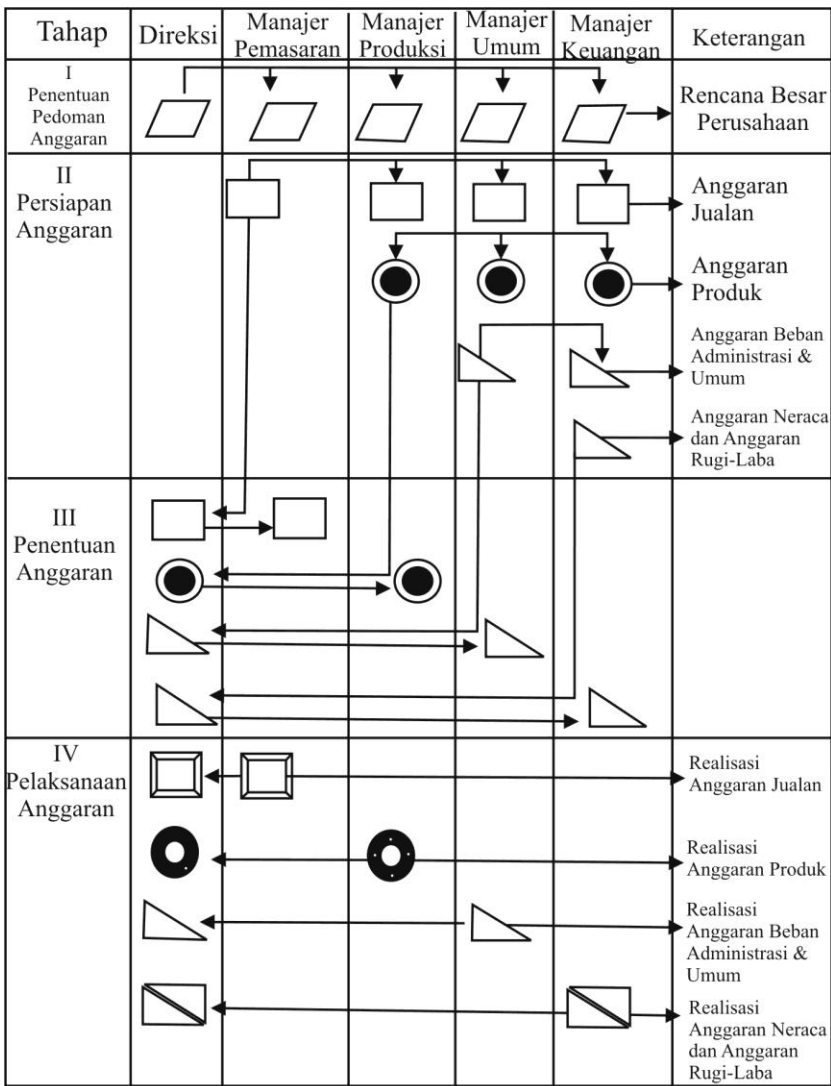 Tahap
Direksi
Manajer
Pemasaran
Manajer
Produksi
Manajer
Umum
Manajer
Keuangan
Keterangan
I
Penentuan
Pedoman
Anggaran
Rencana Besar
Perusahaan
II
Persiapan
Anggaran
Anggaran
Jualan
Anggaran
Produk
Anggaran Beban
Administrasi &
Umum
Anggaran Neraca
dan Anggaran
Rugi-Laba
III
Penentuan
Anggaran
IV
Pelaksanaan
Anggaran
Realisasi
Anggaran Jualan
Realisasi
Anggaran Produk
Realisasi
Anggaran Beban
Administrasi &
Umum
Realisasi
Anggaran Neraca
dan Anggaran
Rugi-Laba